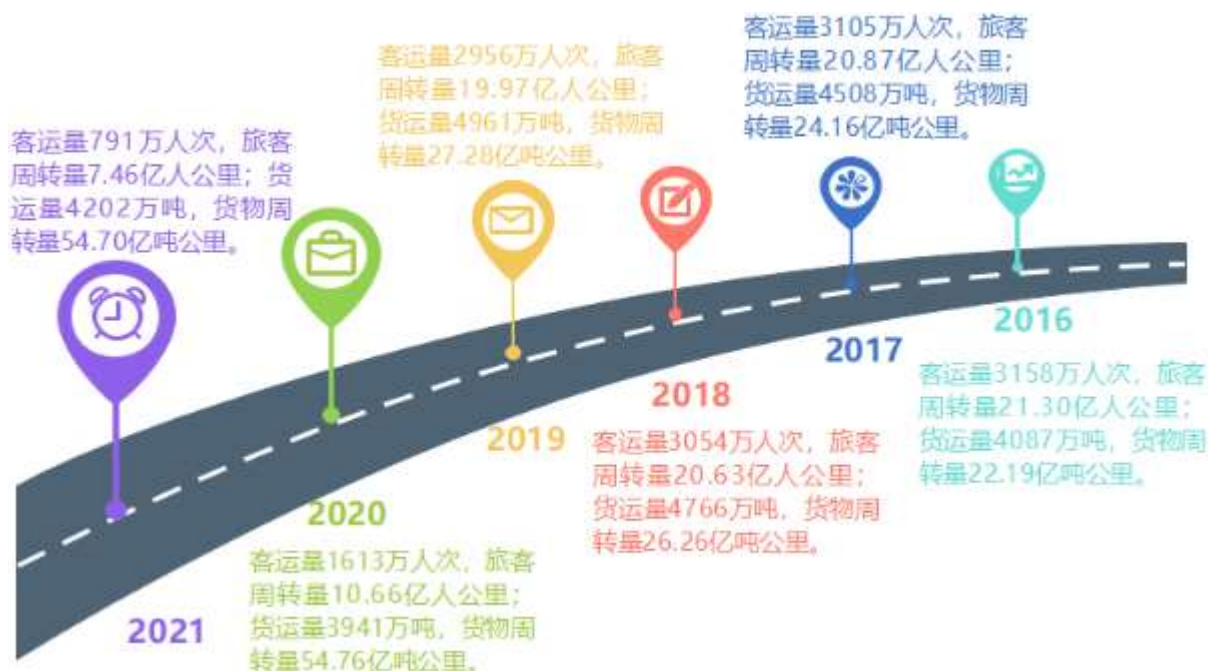 客运量791万人次，旅客
周转量7.46亿人公里；货
运量4202万吨，货物周
转量54.70亿吨公里。
2021
客运量1613万人次，旅客
周转量10.66亿人公里；
货运量3941万吨，货物周
转量54.76亿吨公里。
2020
客运量2956万人次，旅客
周转量19.97亿人公里；
货运量4961万吨，货物周
转量27.28亿吨公里。
2019
2018
客运量3054万人次，旅客
周转量20.63亿人公里；
货运量4766万吨，货物周
转量26.26亿吨公里。
客运量3105万人次，旅客
周转量20.87亿人公里；
货运量4508万吨，货物周
转量24.16亿吨公里。
2017
2016
客运量3158万人次，旅客
周转量21.30亿人公里；
货运量4087万吨，货物周
转量22.19亿吨公里。